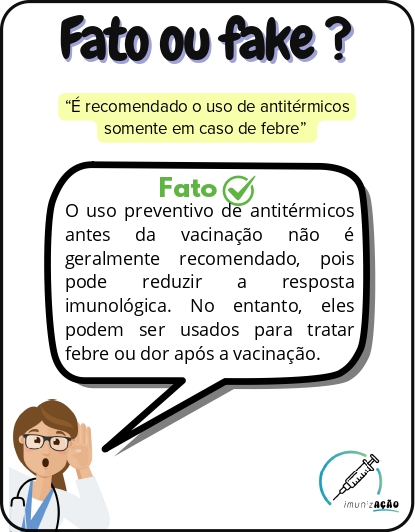 Fato ou fake ?
“É recomendado o uso de antitérmicos
somente em caso de febre”
Fato
O uso preventivo de antitérmicos
antes da vacinação não é
geralmente recomendado, pois
pode reduzir a resposta
imunológica. No entanto, eles
podem ser usados para tratar
febre ou dor após a vacinação.
imunizAÇÃO